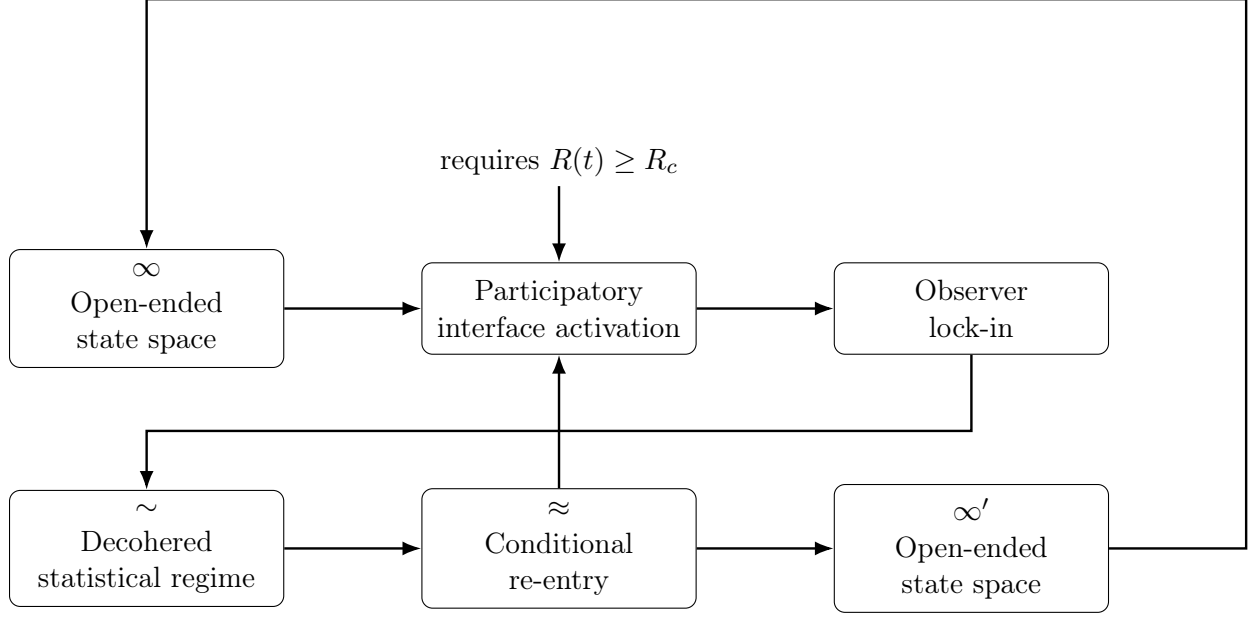 requires R(t) ≥ R_c
∞
Open-ended
state space
Participatory
interface activation
Observer
lock-in
∼
Decohered
statistical regime
≈
Conditional
re-entry
∞′
Open-ended
state space